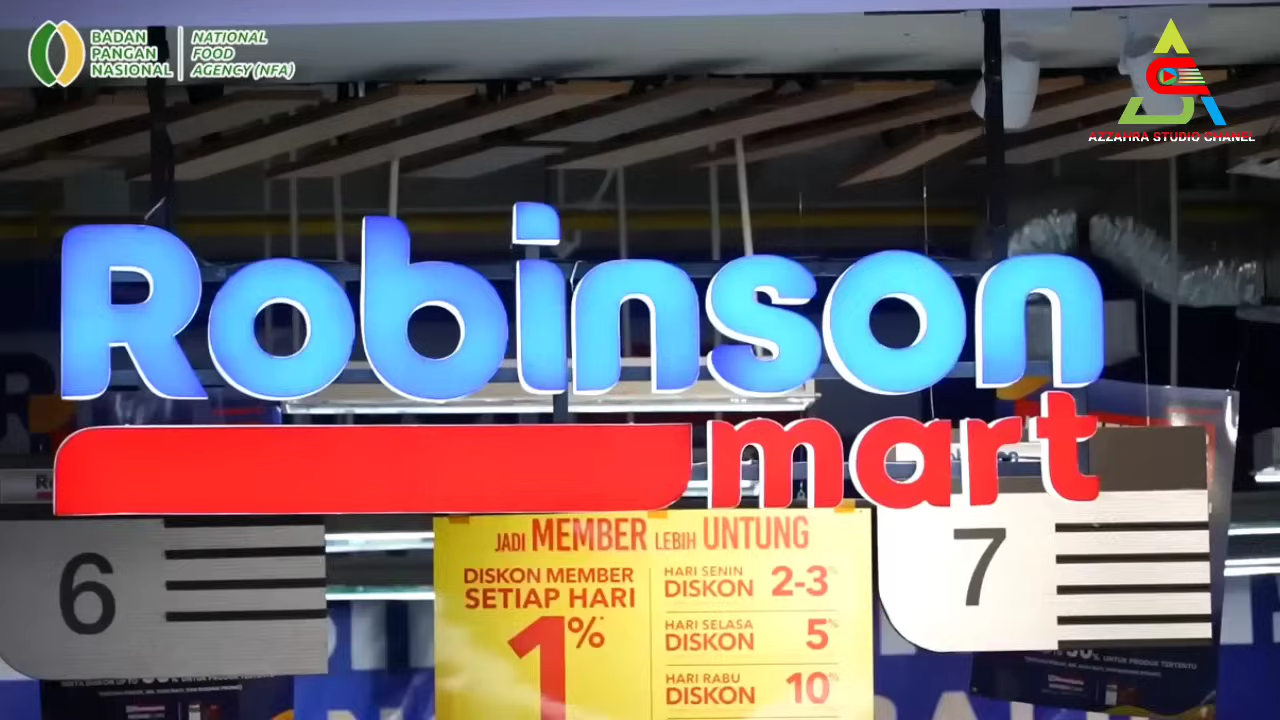 BADAN
PANGAN
NASIONAL
NATIONAL
FOOD
AGENCY (NFA)
AZZAHRA STUDIO CHANEL
Robinson
mart
6
7
JADI MEMBER LEBIH UNTUNG
DISKON MEMBER
SETIAP HARI
1%
HARI SENIN
DISKON 2-3%
HARI SELASA
DISKON 5%
HARI RABU
DISKON 10%